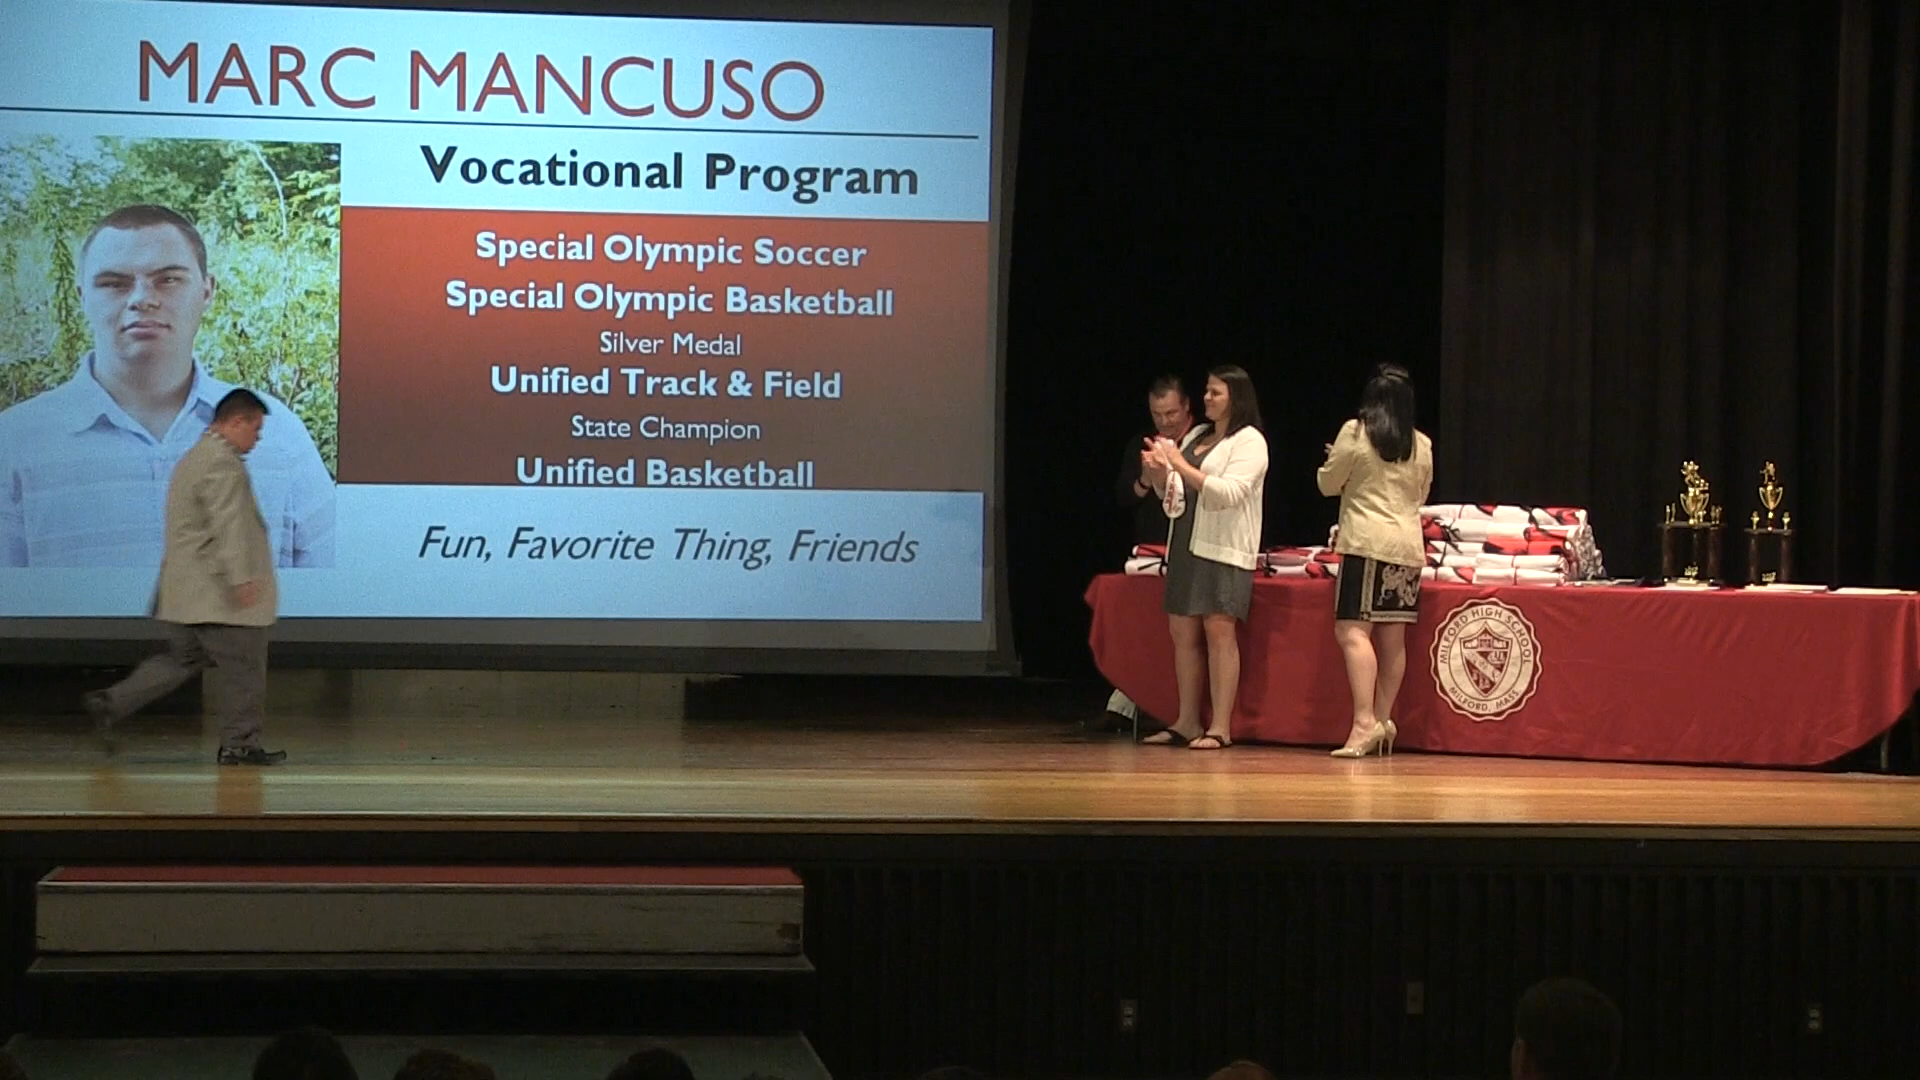 MARC MANCUSO
Vocational Program
Special Olympic Soccer
Special Olympic Basketball
Silver Medal
Unified Track & Field
State Champion
Unified Basketball
Fun, Favorite Thing, Friends
MILFORD HIGH SCHOOL
MILFORD, MASS.